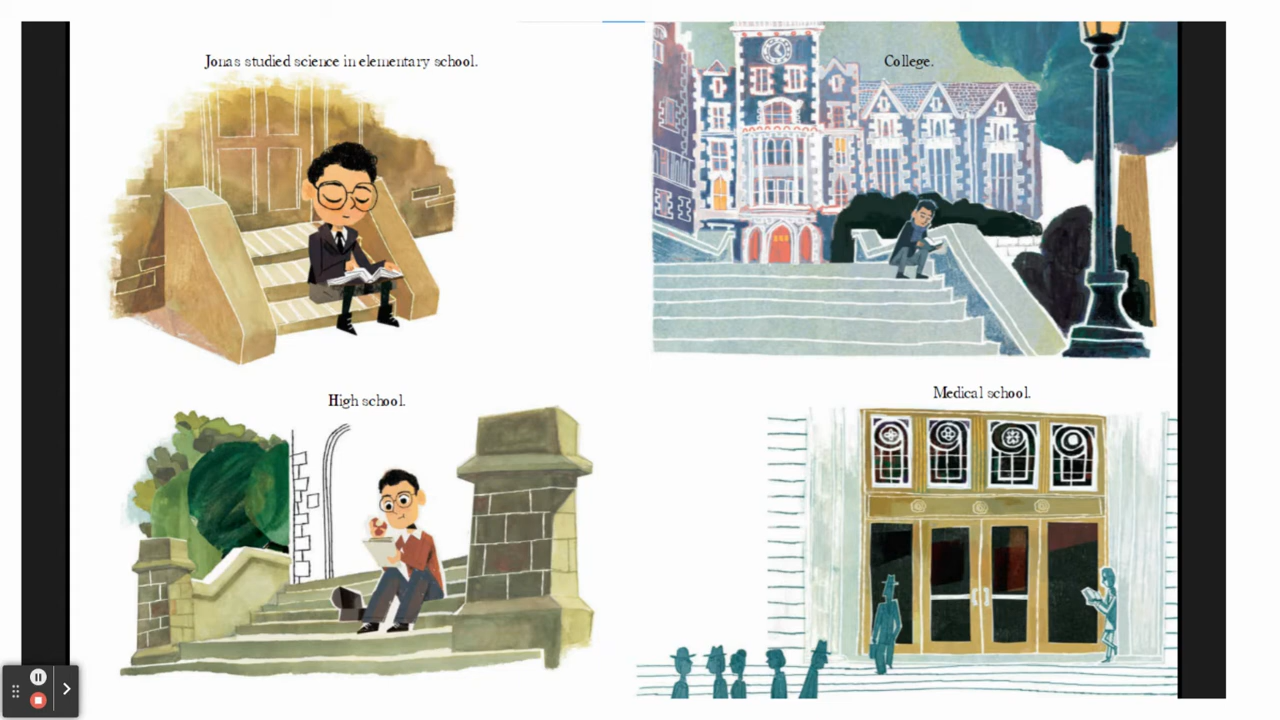 Jonas studied science in elementary school.
High school.
College.
Medical school.